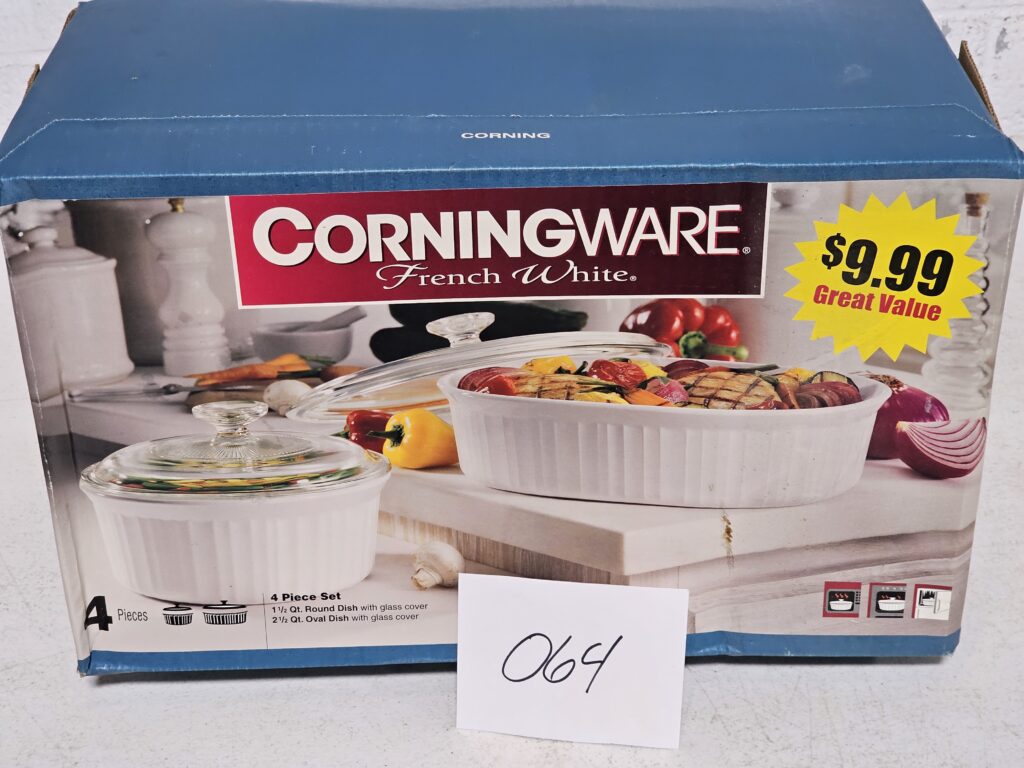 CORNING
CORNINGWARE®
French White®
$9.99
Great Value
4 Pieces
4 Piece Set
1 1/2 Qt. Round Dish with glass cover
2 1/2 Qt. Oval Dish with glass cover
064